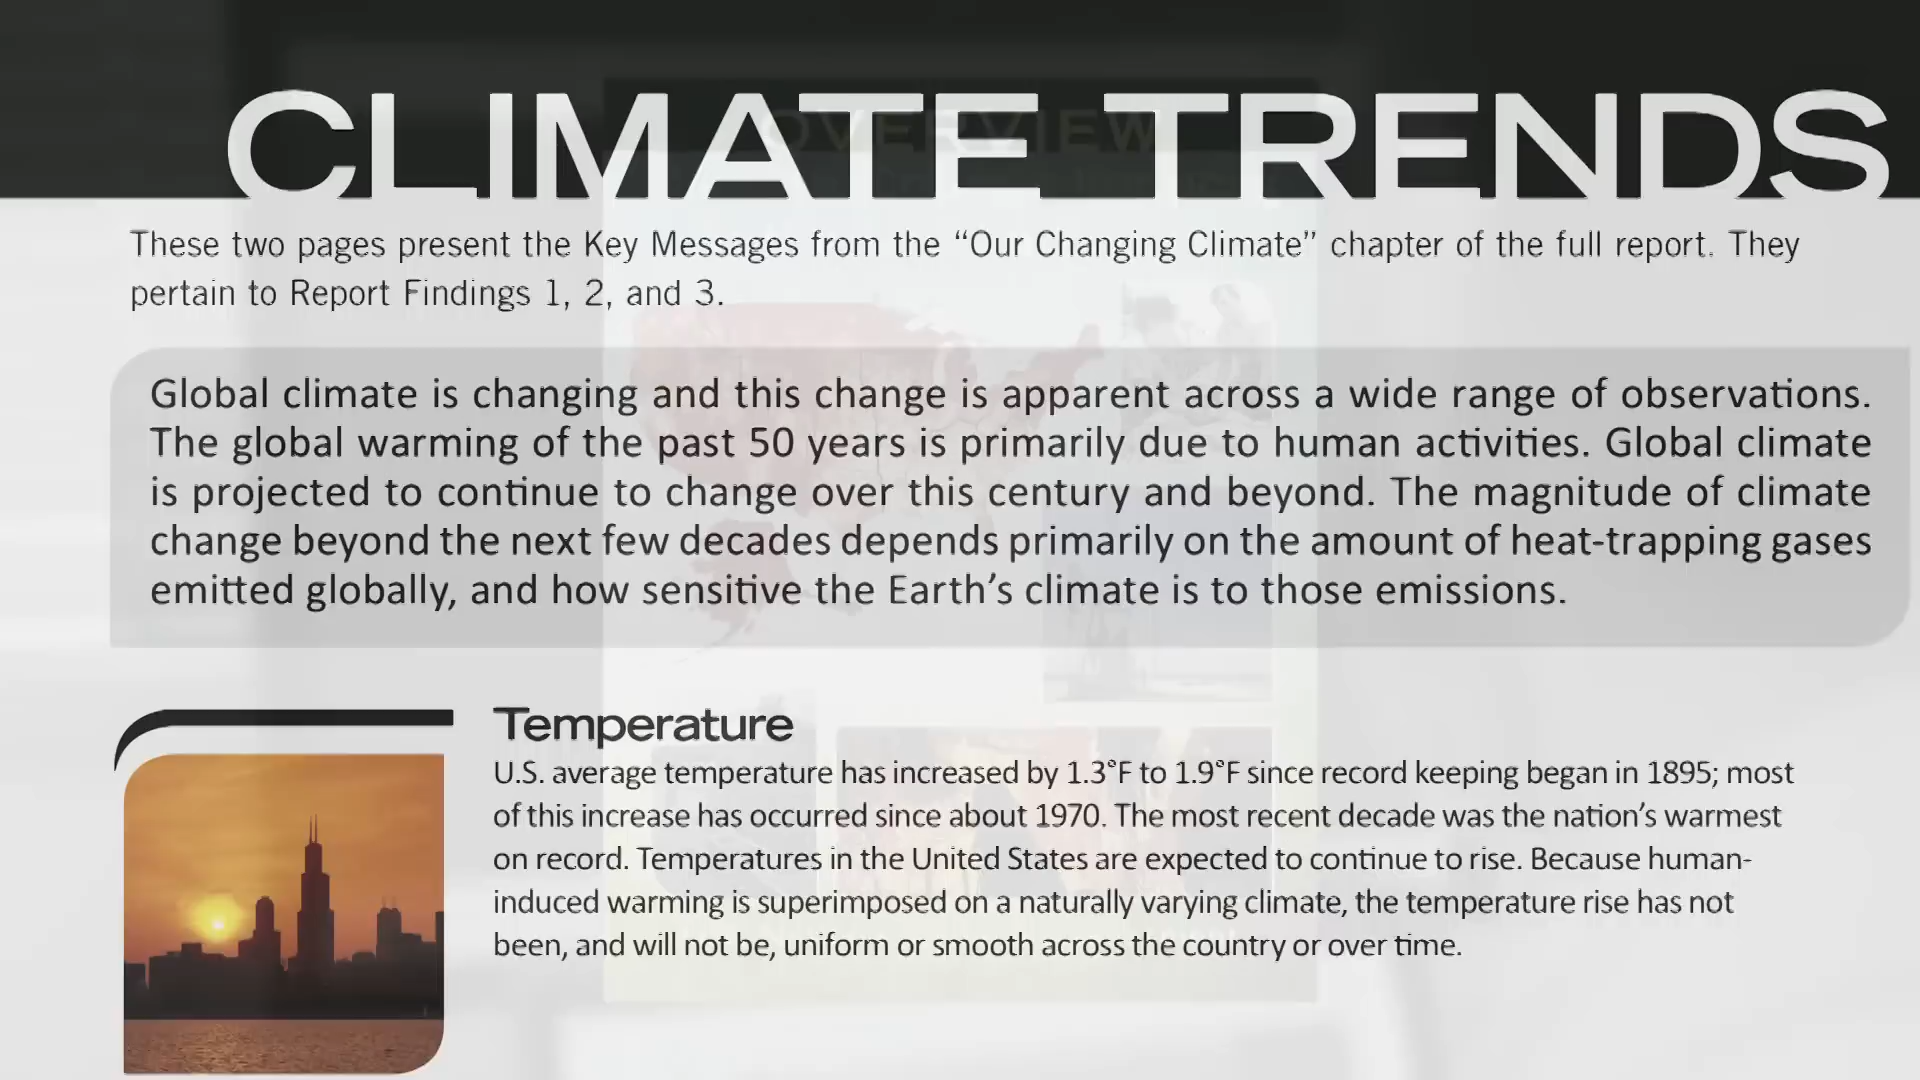 CLIMATE TRENDS
OVERVIEW
These two pages present the Key Messages from the “Our Changing Climate” chapter of the full report. They
pertain to Report Findings 1, 2, and 3.
Global climate is changing and this change is apparent across a wide range of observations.
The global warming of the past 50 years is primarily due to human activities. Global climate
is projected to continue to change over this century and beyond. The magnitude of climate
change beyond the next few decades depends primarily on the amount of heat-trapping gases
emitted globally, and how sensitive the Earth’s climate is to those emissions.
Temperature
U.S. average temperature has increased by 1.3°F to 1.9°F since record keeping began in 1895; most
of this increase has occurred since about 1970. The most recent decade was the nation’s warmest
on record. Temperatures in the United States are expected to continue to rise. Because human-
induced warming is superimposed on a naturally varying climate, the temperature rise has not
been, and will not be, uniform or smooth across the country or over time.